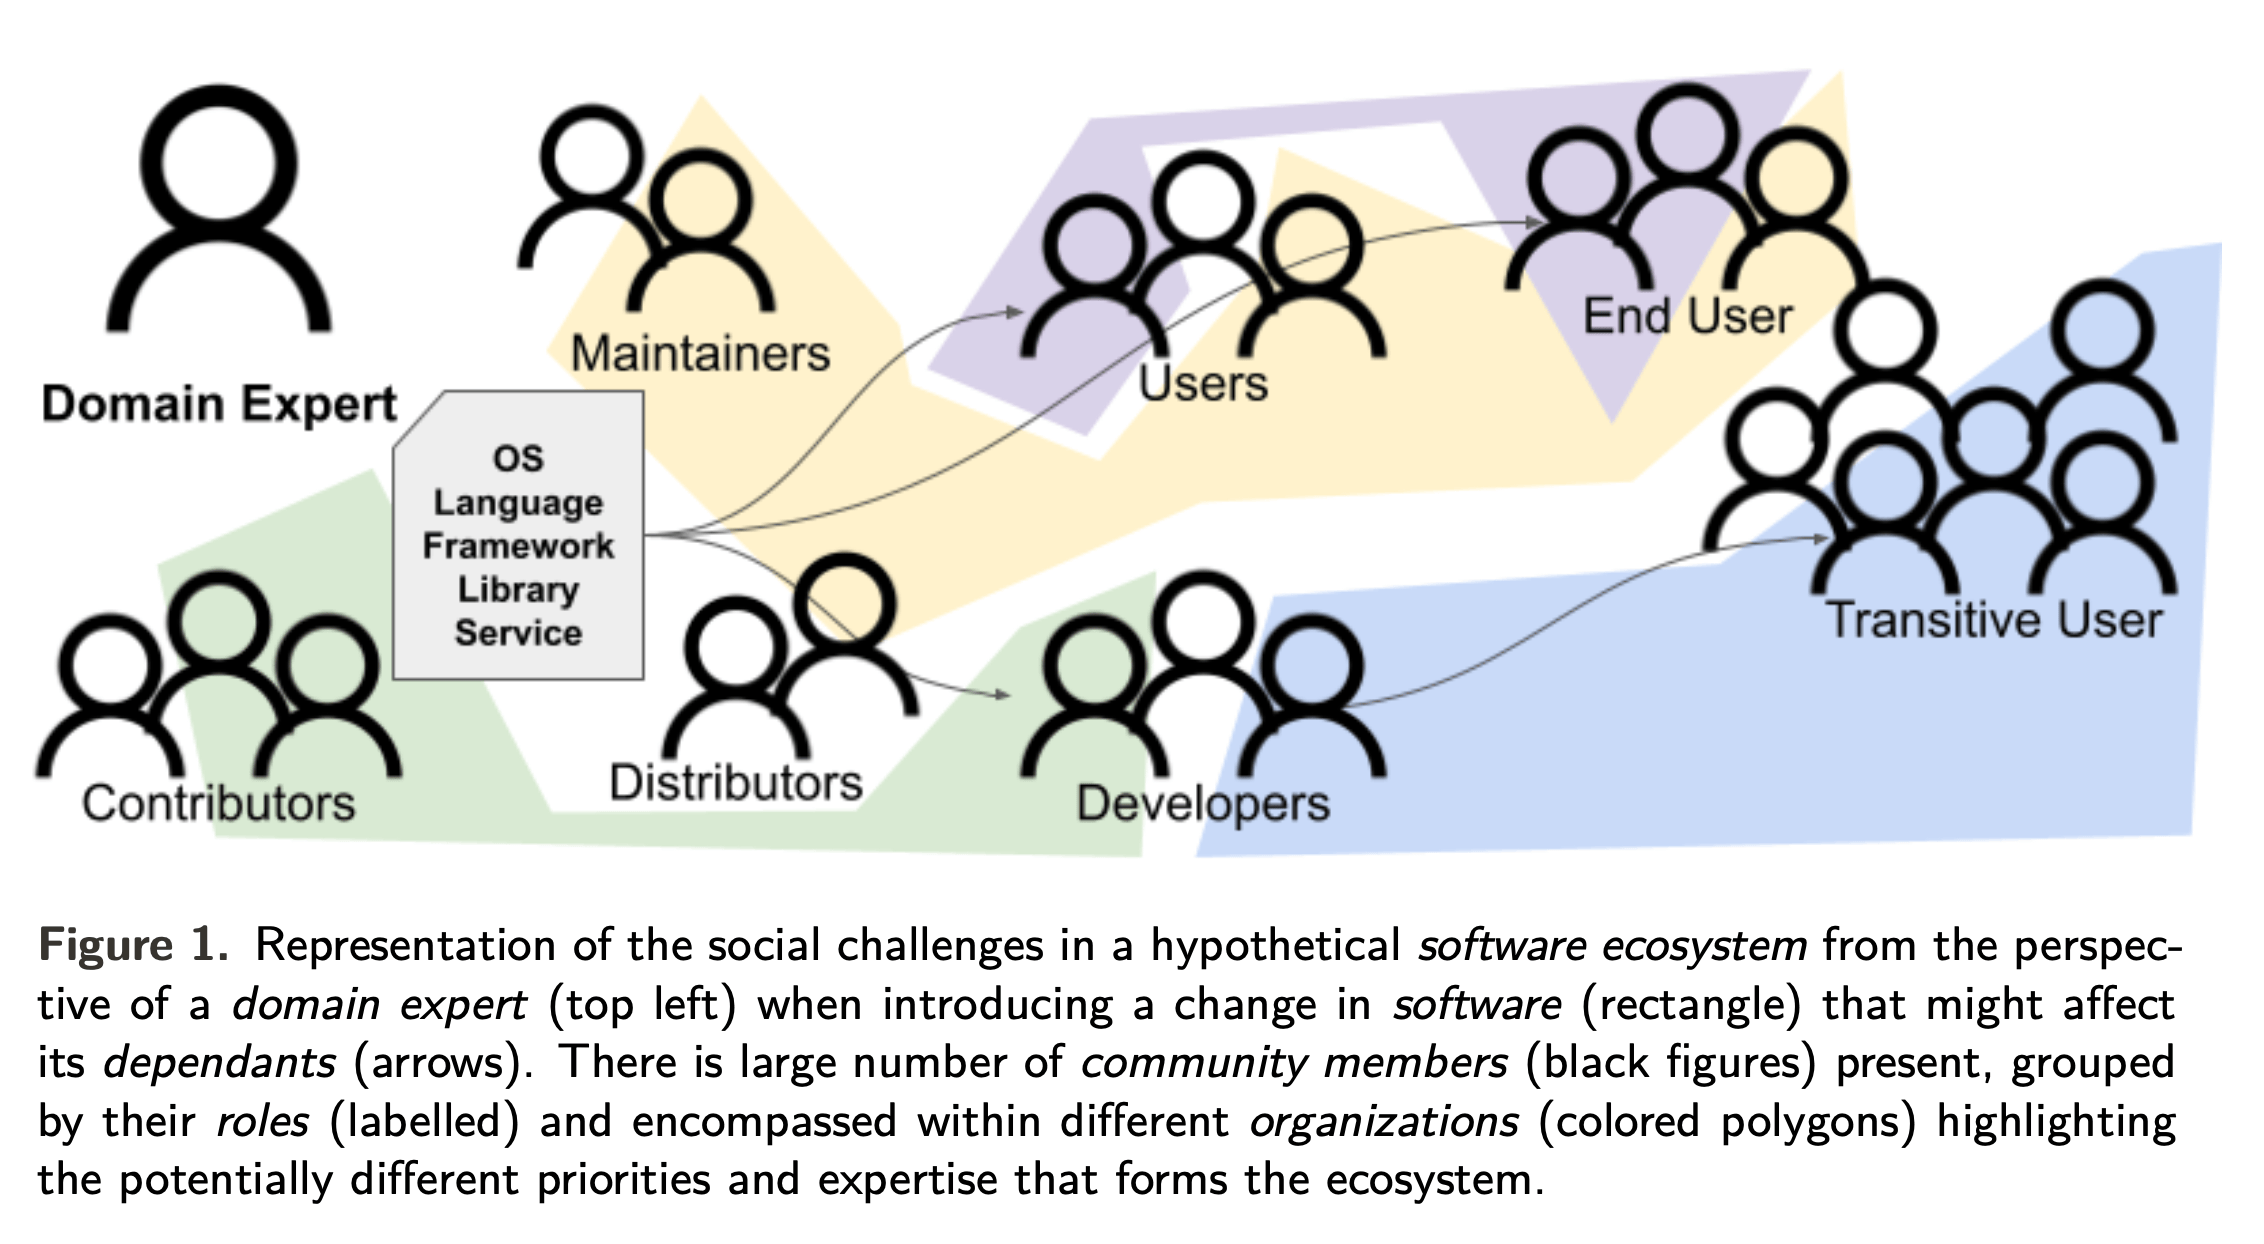 Domain Expert
Maintainers
Users
End User
OS
Language
Framework
Library
Service
Transitive User
Contributors
Distributors
Developers
Figure 1. Representation of the social challenges in a hypothetical software ecosystem from the perspec-
tive of a domain expert (top left) when introducing a change in software (rectangle) that might affect
its dependants (arrows). There is large number of community members (black figures) present, grouped
by their roles (labelled) and encompassed within different organizations (colored polygons) highlighting
the potentially different priorities and expertise that forms the ecosystem.